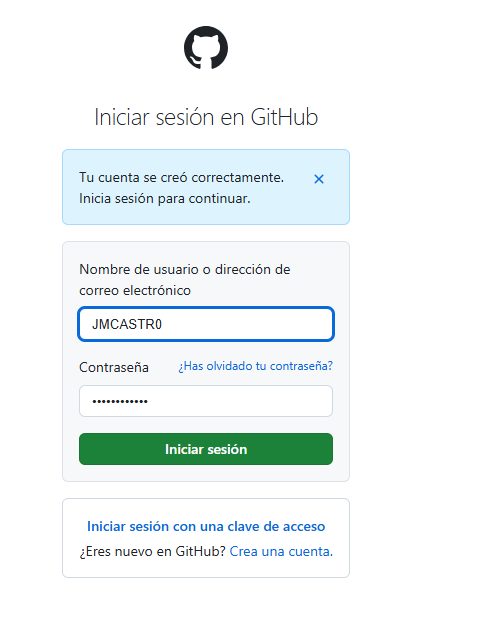 Iniciar sesión en GitHub
Tu cuenta se creó correctamente.
Inicia sesión para continuar.
Nombre de usuario o dirección de
correo electrónico
JMCASTR0
Contraseña ¿Has olvidado tu contraseña?
••••••••••••
Iniciar sesión
Iniciar sesión con una clave de acceso
¿Eres nuevo en GitHub? Crea una cuenta.